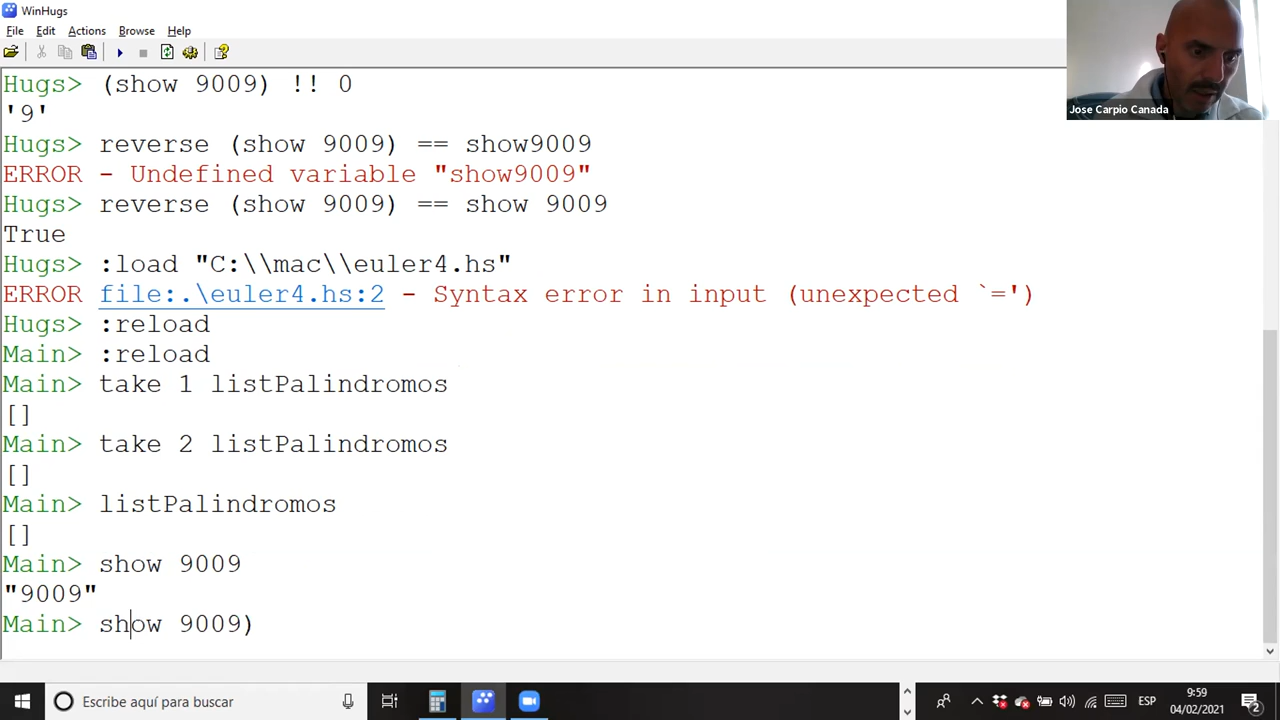 WinHugs
File Edit Actions Browse Help
Hugs> (show 9009) !! 0
'9'
Hugs> reverse (show 9009) == show9009
ERROR - Undefined variable "show9009"
Hugs> reverse (show 9009) == show 9009
True
Hugs> :load "C:\\mac\\euler4.hs"
ERROR file:.\euler4.hs:2 - Syntax error in input (unexpected `=')
Hugs> :reload
Main> :reload
Main> take 1 listPalindromos
[]
Main> take 2 listPalindromos
[]
Main> listPalindromos
[]
Main> show 9009
"9009"
Main> show 9009)
Jose Carpio Canada
Escribe aquí para buscar
ESP
9:59
04/02/2021
2